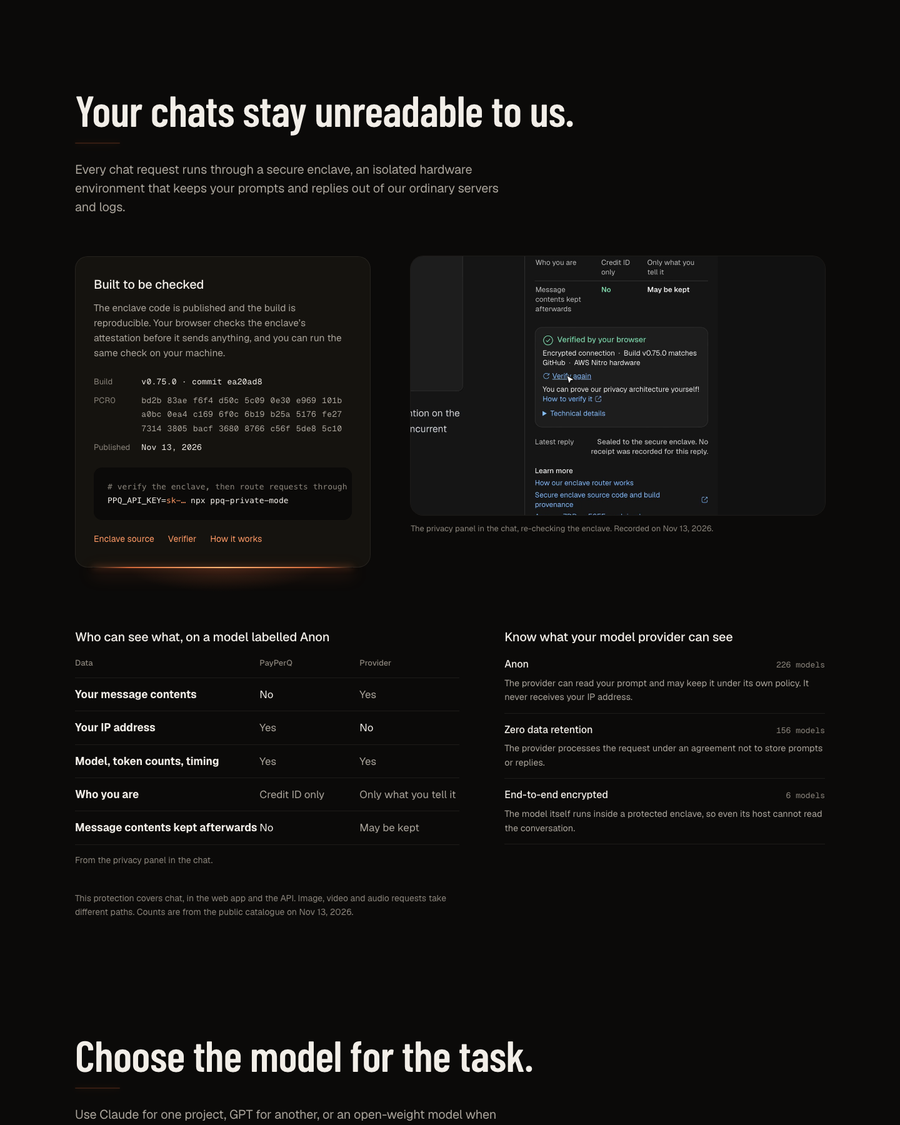 Your chats stay unreadable to us.
Every chat request runs through a secure enclave, an isolated hardware
environment that keeps your prompts and replies out of our ordinary servers
and logs.
Built to be checked
The enclave code is published and the build is
reproducible. Your browser checks the enclave's
attestation before it sends anything, and you can run the
same check on your machine.
Build v0.75.0 · commit ea20ad8
PCR0 bd2b 83ae f6f4 d50c 5c09 0e30 e969 101b
a0bc 0ea4 c169 6f0c 6b19 b25a 5176 fe27
7314 3805 bacf 3680 8766 c56f 5de8 5c10
Published Nov 13, 2026
# verify the enclave, then route requests through
PPQ_API_KEY=sk-… npx ppq-private-mode
Enclave source Verifier How it works
ntion on the
ncurrent
Who you are Credit ID only Only what you tell it
Message contents kept afterwards No May be kept
Verified by your browser
Encrypted connection · Build v0.75.0 matches
GitHub · AWS Nitro hardware
Verify again
You can prove our privacy architecture yourself!
How to verify it
Technical details
Latest reply Sealed to the secure enclave. No
receipt was recorded for this reply.
Learn more
How our enclave router works
Secure enclave source code and build
provenance
The privacy panel in the chat, re-checking the enclave. Recorded on Nov 13, 2026.
Who can see what, on a model labelled Anon
Data PayPerQ Provider
Your message contents No Yes
Your IP address Yes No
Model, token counts, timing Yes Yes
Who you are Credit ID only Only what you tell it
Message contents kept afterwards No May be kept
From the privacy panel in the chat.
This protection covers chat, in the web app and the API. Image, video and audio requests take
different paths. Counts are from the public catalogue on Nov 13, 2026.
Know what your model provider can see
Anon 226 models
The provider can read your prompt and may keep it under its own policy. It
never receives your IP address.
Zero data retention 156 models
The provider processes the request under an agreement not to store prompts
or replies.
End-to-end encrypted 6 models
The model itself runs inside a protected enclave, so even its host cannot read
the conversation.
Choose the model for the task.
Use Claude for one project, GPT for another, or an open-weight model when